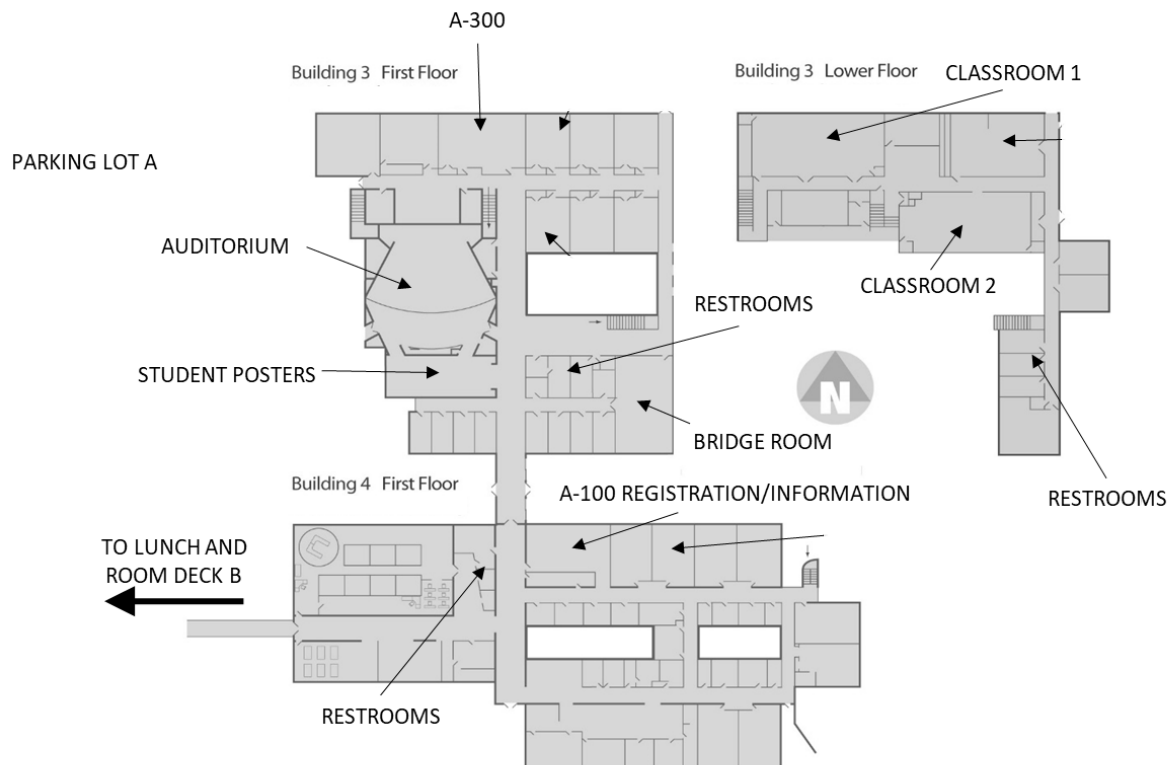 A-300
Building 3 First Floor
Building 3 Lower Floor
CLASSROOM 1
PARKING LOT A
AUDITORIUM
CLASSROOM 2
RESTROOMS
STUDENT POSTERS
N
BRIDGE ROOM
Building 4 First Floor
A-100 REGISTRATION/INFORMATION
RESTROOMS
TO LUNCH AND
ROOM DECK B
RESTROOMS